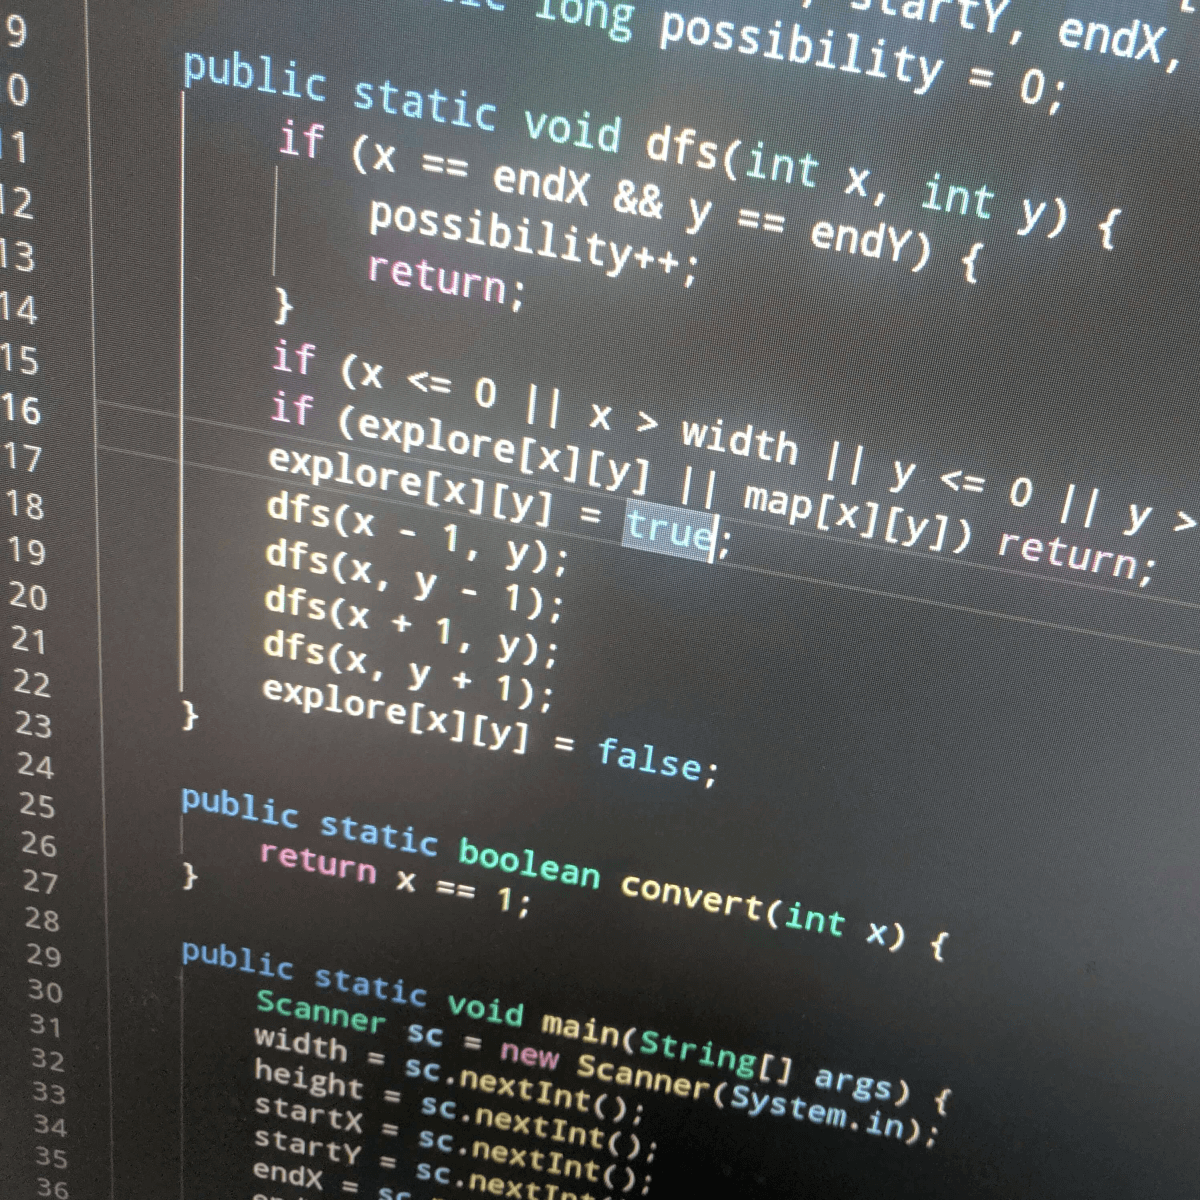 startY, endX,
long possibility = 0;
9
public static void dfs(int x, int y) {
0
if (x == endX && y == endY) {
11
possibility++;
12
return;
13
}
14
if (x <= 0 || x > width || y <= 0 || y >
15
if (explore[x][y] || map[x][y]) return;
16
explore[x][y] = true;
17
dfs(x - 1, y);
18
dfs(x, y - 1);
19
dfs(x + 1, y);
20
dfs(x, y + 1);
21
explore[x][y] = false;
22
}
23
24
public static boolean convert(int x) {
25
return x == 1;
26
}
27
28
public static void main(String[] args) {
29
Scanner sc = new Scanner(System.in);
30
width = sc.nextInt();
31
height = sc.nextInt();
32
startX = sc.nextInt();
33
startY = sc.nextInt
34
endX = sc
35
36